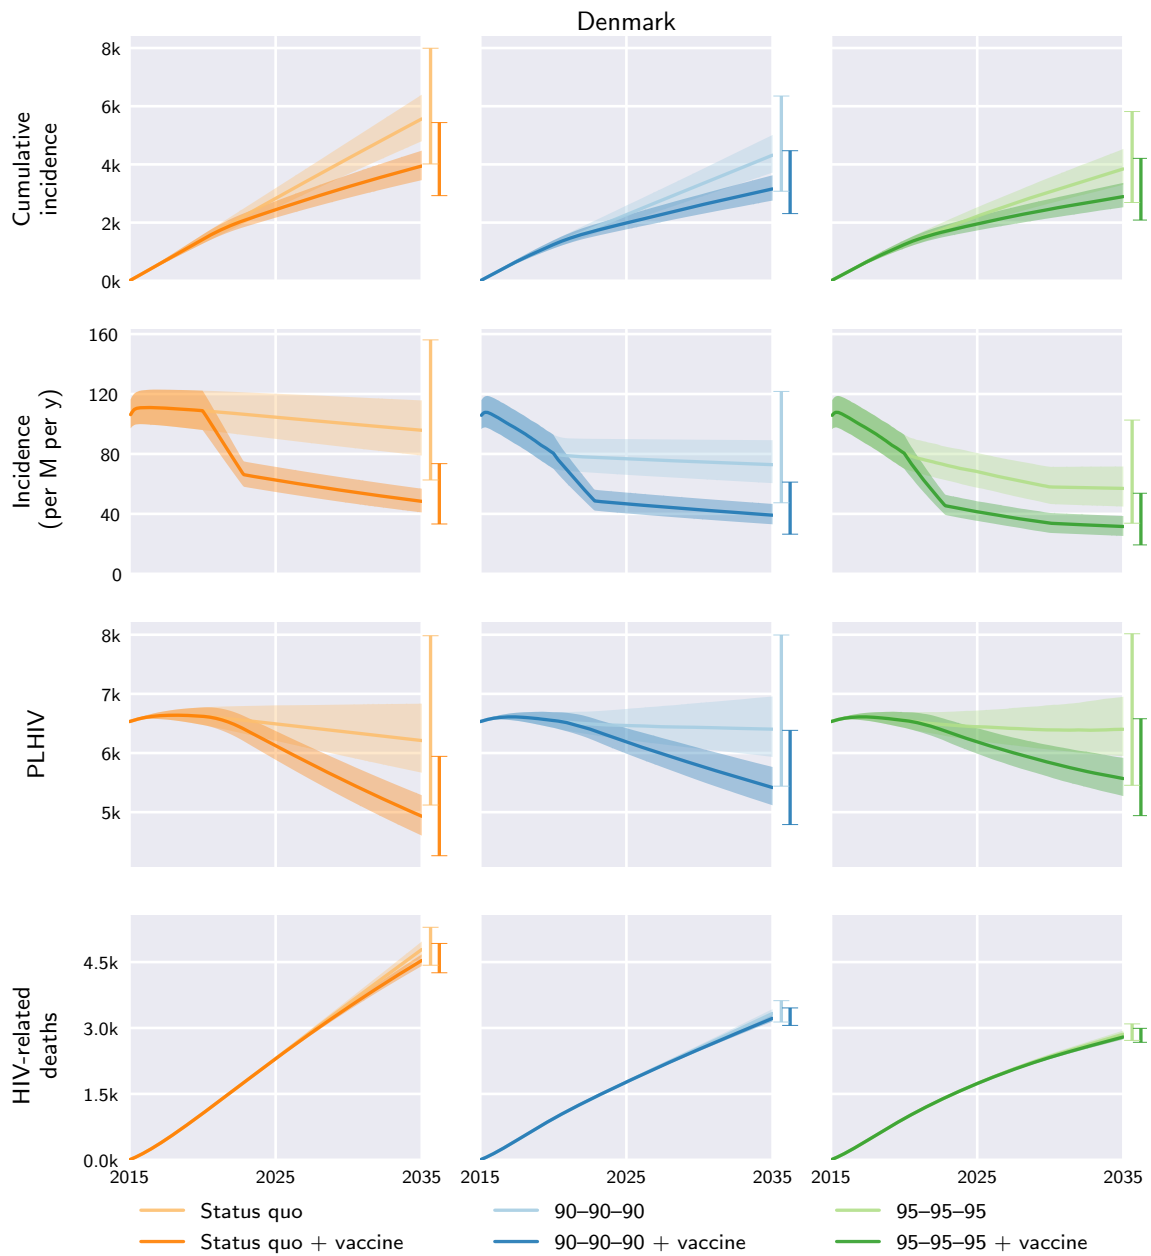 Denmark
8k
6k
4k
2k
0k
Cumulative
incidence
160
120
80
40
0
Incidence
(per M per y)
8k
7k
6k
5k
PLHIV
4.5k
3.0k
1.5k
0.0k
HIV-related
deaths
2015 2025 2035 2015 2025 2035 2015 2025 2035
Status quo
Status quo + vaccine
90–90–90
90–90–90 + vaccine
95–95–95
95–95–95 + vaccine